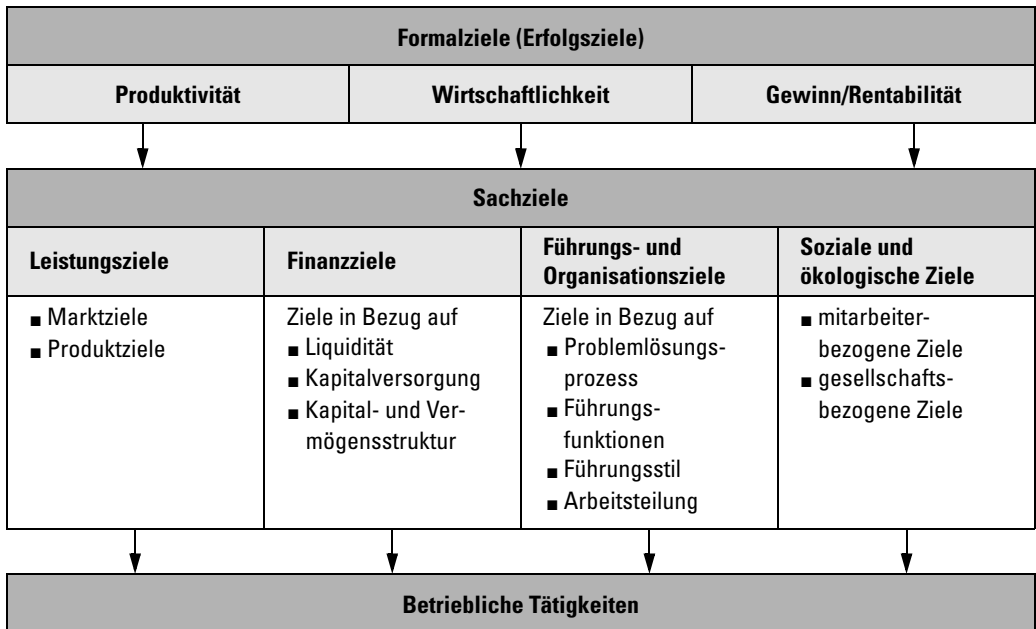 Formalziele (Erfolgsziele)
Produktivität
Wirtschaftlichkeit
Gewinn/Rentabilität
Sachziele
Leistungsziele
■ Marktziele
■ Produktziele
Finanzziele
Ziele in Bezug auf
■ Liquidität
■ Kapitalversorgung
■ Kapital- und Ver-
mögensstruktur
Führungs- und
Organisationsziele
Ziele in Bezug auf
■ Problemlösungs-
prozess
■ Führungs-
funktionen
■ Führungsstil
■ Arbeitsteilung
Soziale und
ökologische Ziele
■ mitarbeiter-
bezogene Ziele
■ gesellschafts-
bezogene Ziele
Betriebliche Tätigkeiten